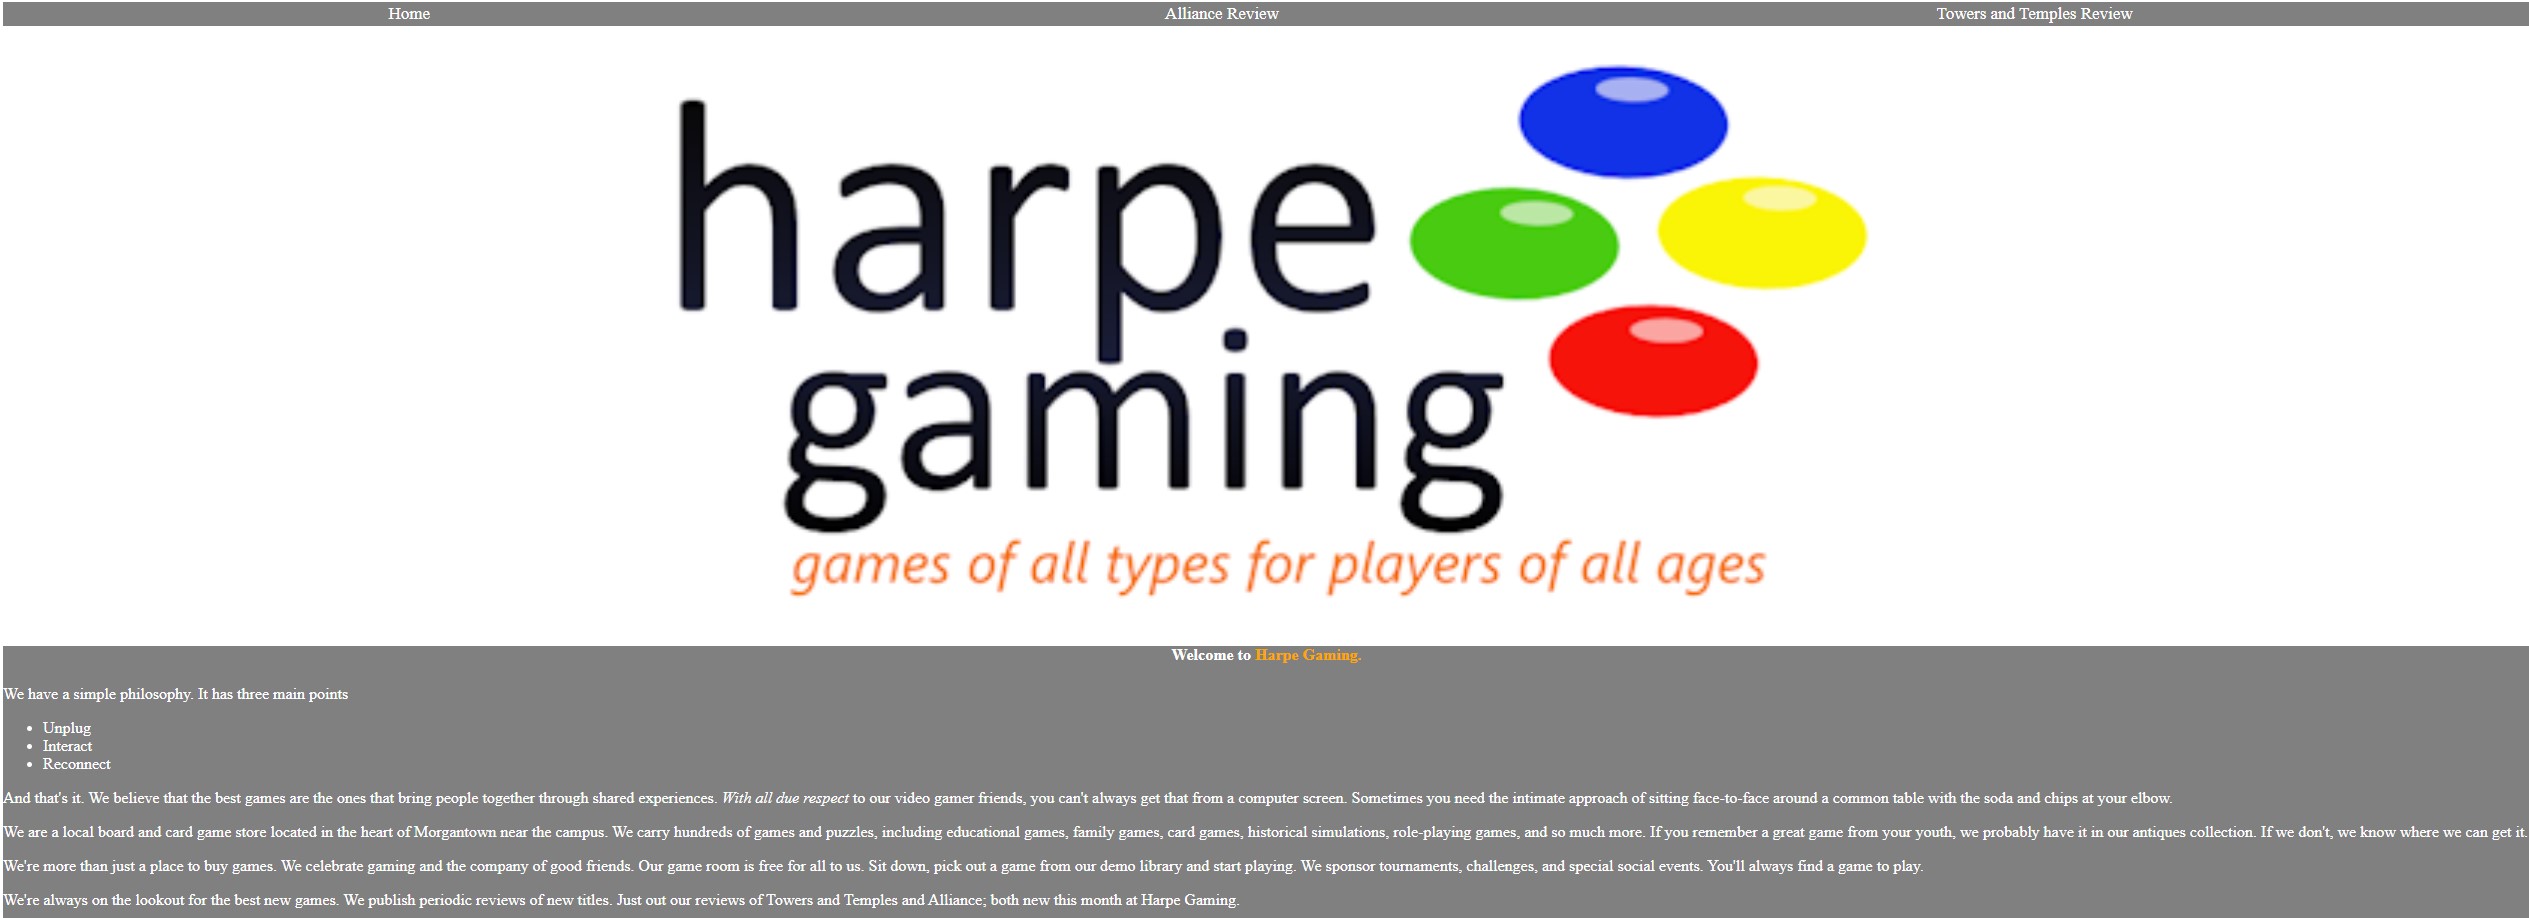 Home Alliance Review Towers and Temples Review
harpe
gaming
games of all types for players of all ages
Welcome to Harpe Gaming.
We have a simple philosophy. It has three main points
• Unplug
• Interact
• Reconnect
And that's it. We believe that the best games are the ones that bring people together through shared experiences. With all due respect to our video gamer friends, you can't always get that from a computer screen. Sometimes you need the intimate approach of sitting face-to-face around a common table with the soda and chips at your elbow.
We are a local board and card game store located in the heart of Morgantown near the campus. We carry hundreds of games and puzzles, including educational games, family games, card games, historical simulations, role-playing games, and so much more. If you remember a great game from your youth, we probably have it in our antiques collection. If we don't, we know where we can get it.
We're more than just a place to buy games. We celebrate gaming and the company of good friends. Our game room is free for all to us. Sit down, pick out a game from our demo library and start playing. We sponsor tournaments, challenges, and special social events. You'll always find a game to play.
We're always on the lookout for the best new games. We publish periodic reviews of new titles. Just out our reviews of Towers and Temples and Alliance; both new this month at Harpe Gaming.